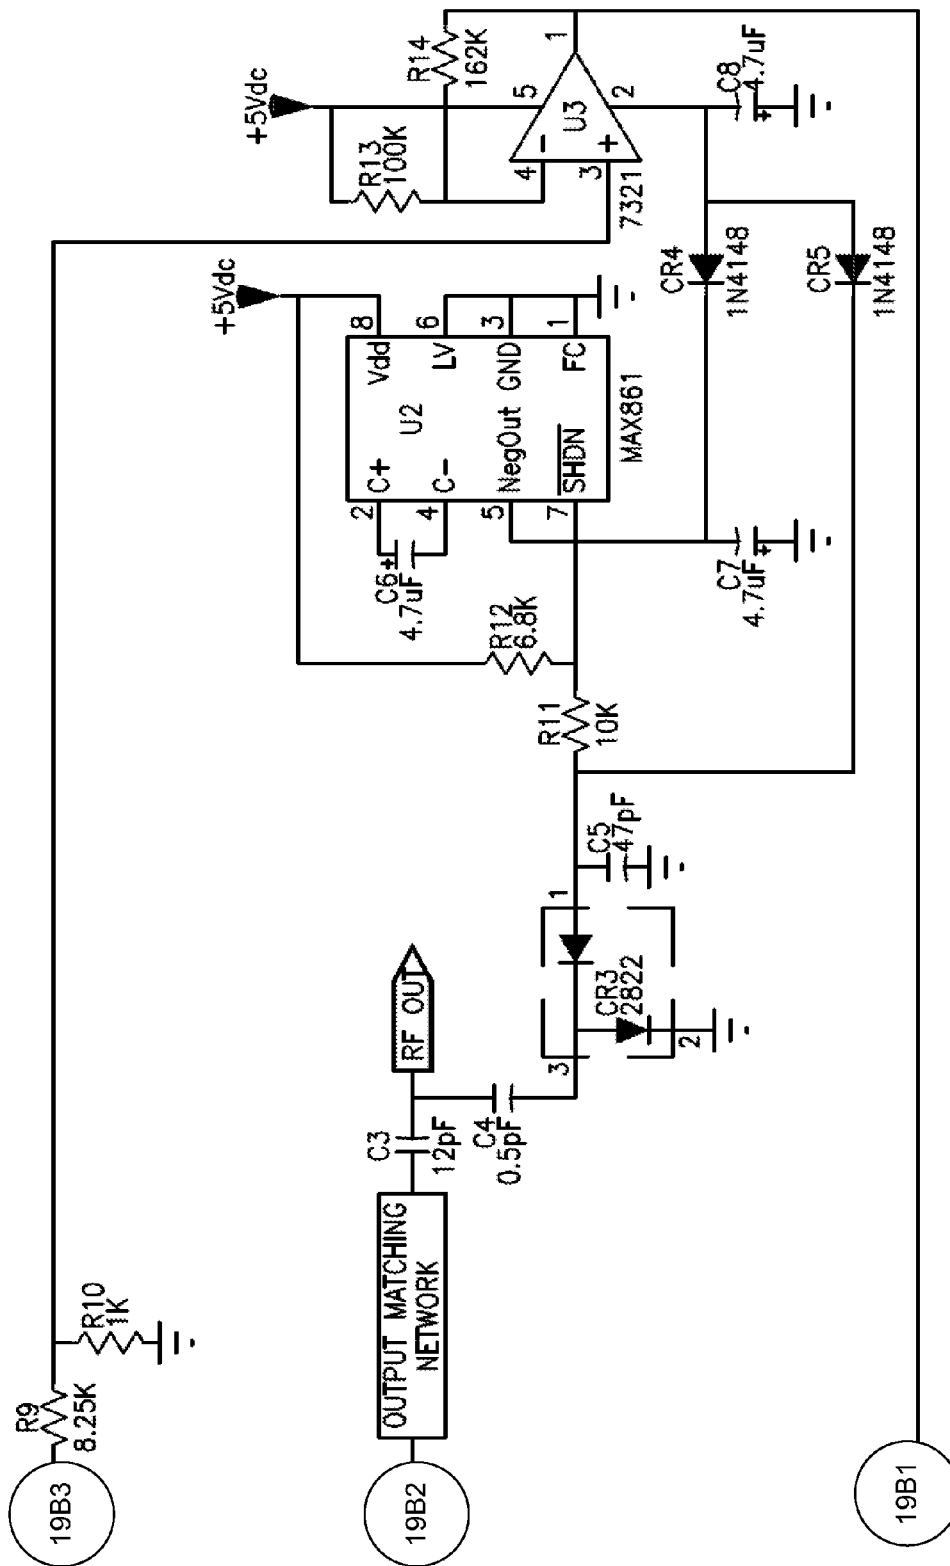 +5Vdc
R14
162K
1
R13
100K
5
4
-
U3
+
3
2
7321
C8
4.7uF
+
+5Vdc
8
6
3
1
Vdd
LV
GND
FC
U2
C+
C-
NegOut
SHDN
2
4
5
7
MAX861
CR4
1N4148
CR5
1N4148
C6
±
4.7uF
R12
6.8K
C7
4.7uF
+
R11
10K
C5
47pF
1
CR3
2822
3
2
RF OUT
C3
12pF
C4
0.5pF
OUTPUT MATCHING
NETWORK
R10
1K
R9
8.25K
19B3
19B2
19B1